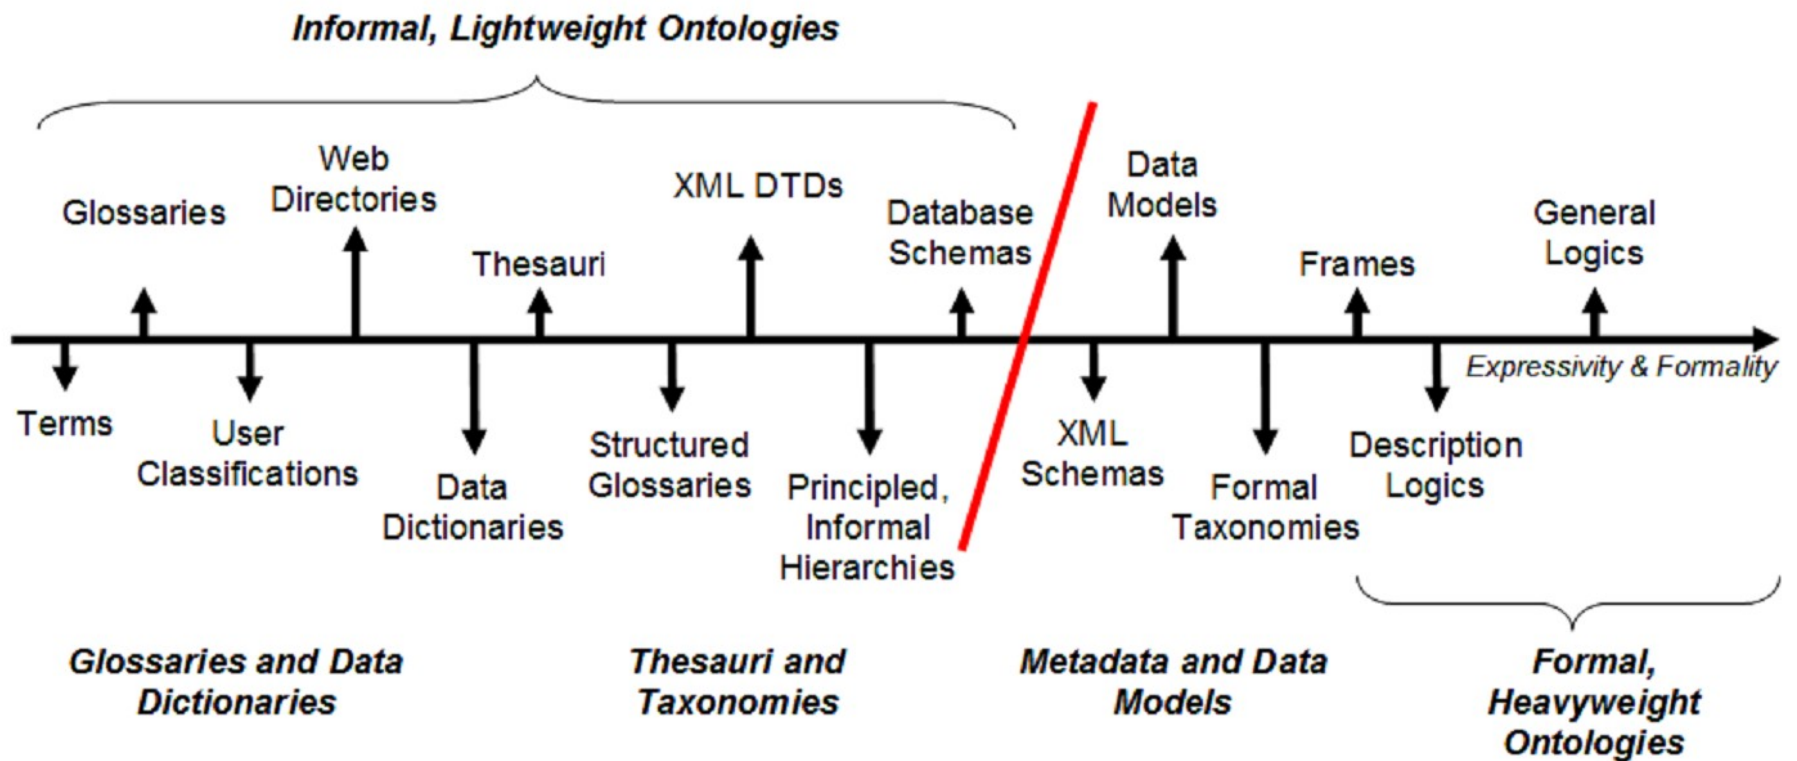 Informal, Lightweight Ontologies
Glossaries
Web
Directories
Thesauri
XML DTDs
Database
Schemas
Data
Models
Frames
General
Logics
Expressivity & Formality
Terms
User
Classifications
Data
Dictionaries
Structured
Glossaries
Principled,
Informal
Hierarchies
XML
Schemas
Formal
Taxonomies
Description
Logics
Glossaries and Data
Dictionaries
Thesauri and
Taxonomies
Metadata and Data
Models
Formal,
Heavyweight
Ontologies